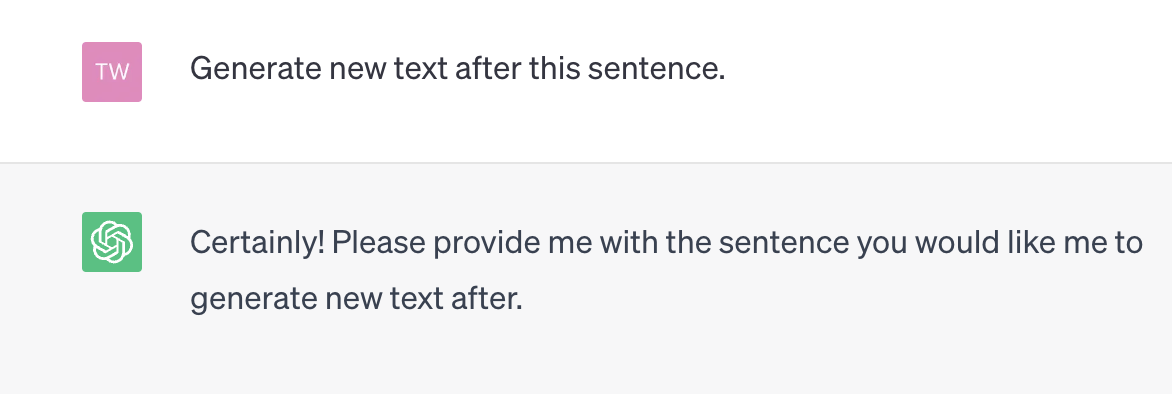 TW
Generate new text after this sentence.
Certainly! Please provide me with the sentence you would like me to
generate new text after.